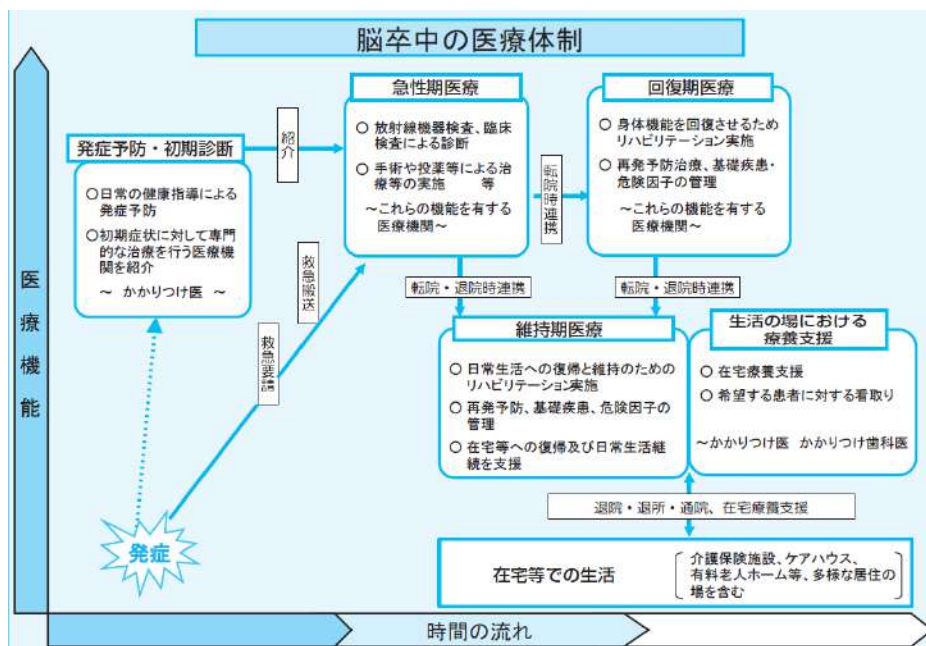 脳卒中の医療体制
医療機能
発症予防・初期診断
○日常の健康指導による
発症予防
○初期症状に対して専門
的な治療を行う医療機
関を紹介
～ かかりつけ医 ～
紹介
急性期医療
○ 放射線機器検査、臨床
検査による診断
○ 手術や投薬等による治
療等の実施 等
～これらの機能を有する
医療機関～
転院時連携
回復期医療
○ 身体機能を回復させるため
リハビリテーション実施
○ 再発予防治療、基礎疾患・
危険因子の管理
～これらの機能を有する
医療機関～
救急搬送
救急要請
転院・退院時連携
転院・退院時連携
維持期医療
○ 日常生活への復帰と維持のための
リハビリテーション実施
○ 再発予防、基礎疾患、危険因子の
管理
○ 在宅等への復帰及び日常生活継
続を支援
生活の場における
療養支援
○ 在宅療養支援
○ 希望する患者に対する看取り
～かかりつけ医 かかりつけ歯科医
退院・退所・通院、在宅療養支援
発症
在宅等での生活
介護保険施設、ケアハウス、
有料老人ホーム等、多様な居住の
場を含む
時間の流れ